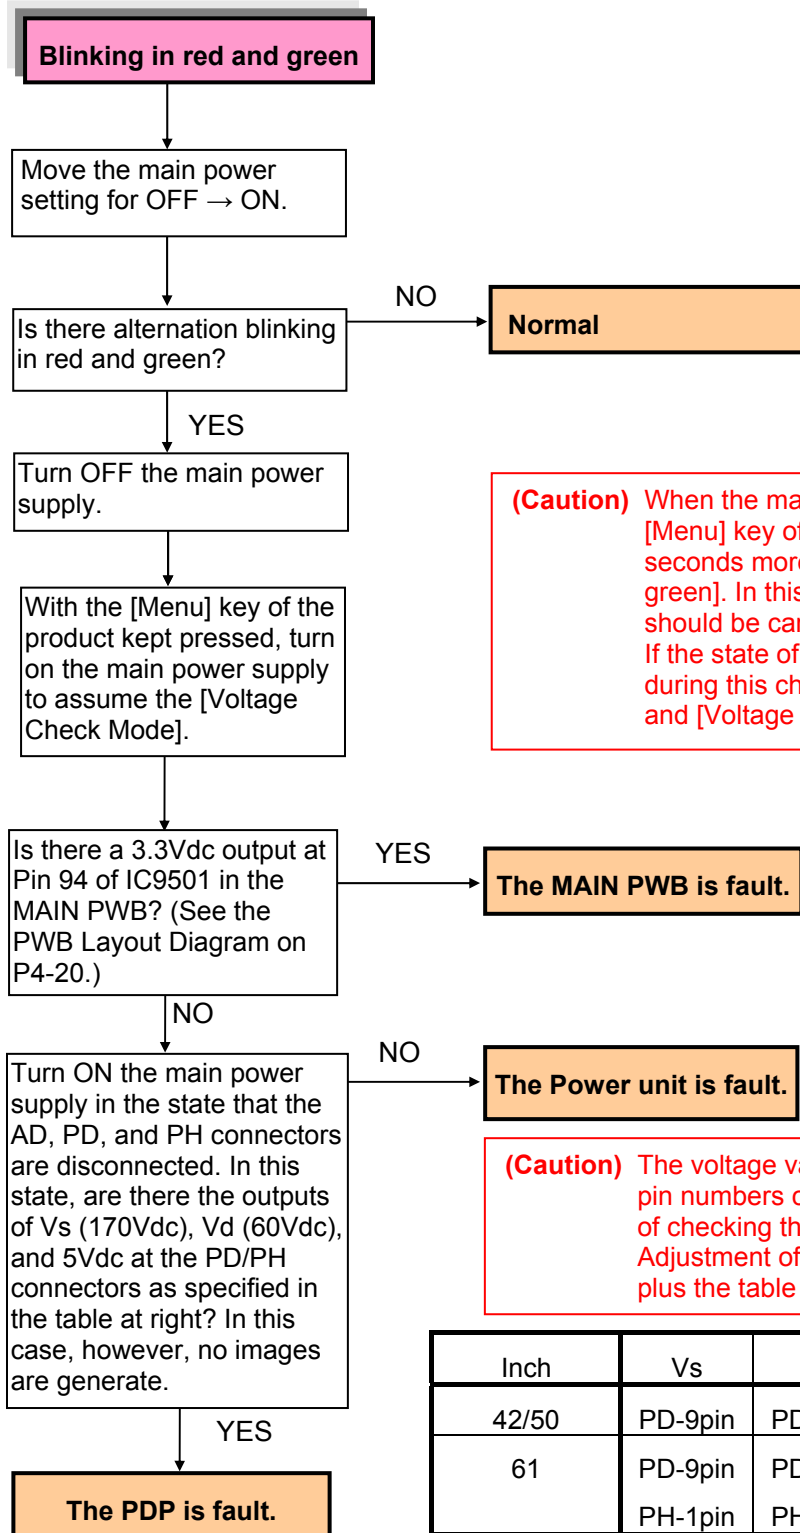 Blinking in red and green
Move the main power
setting for OFF → ON.
Is there alternation blinking
in red and green?
NO
Normal
YES
Turn OFF the main power
supply.
(Caution) When the
[Menu] key
seconds
green]. In this
should be
If the state of
during this
and [Voltage
With the [Menu] key of the
product kept pressed, turn
on the main power supply
to assume the [Voltage
Check Mode].
Is there a 3.3Vdc output at
Pin 94 of IC9501 in the
MAIN PWB? (See the
PWB Layout Diagram on
P4-20.)
YES
The MAIN PWB is fault.
NO
Turn ON the main power
supply in the state that the
AD, PD, and PH connectors
are disconnected. In this
state, are there the outputs
of Vs (170Vdc), Vd (60Vdc),
and 5Vdc at the PD/PH
connectors as specified in
the table at right? In this
case, however, no images
are generate.
NO
The Power unit is fault.
(Caution) The voltage
pin numbers
of checking
Adjustment of
plus the table
Inch Vs
42/50 PD-9pin
61 PD-9pin
PH-1pin
YES
The PDP is fault.